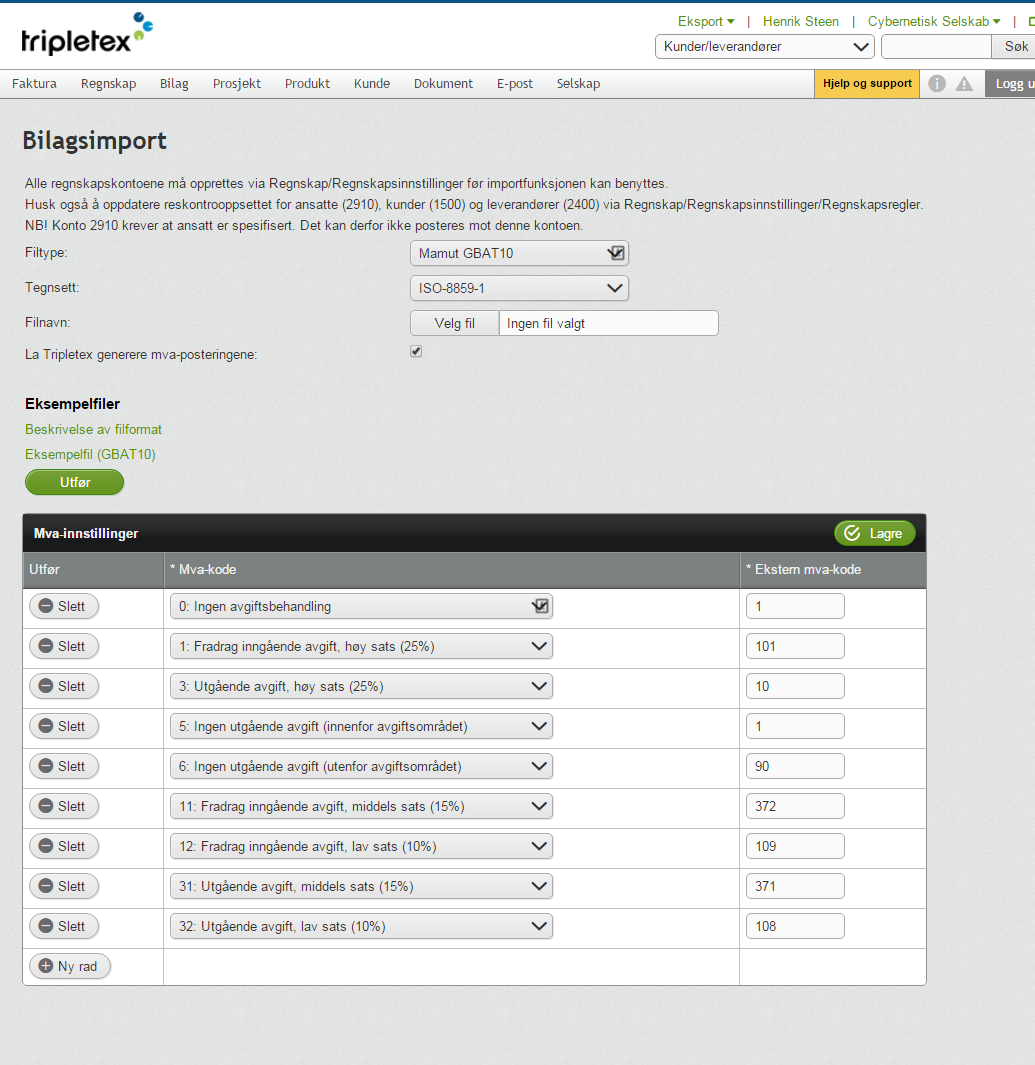 tripletex
Eksport | Henrik Steen | Cybernetisk Selskap |
Kunder/leverandører Søk
Faktura Regnskap Bilag Prosjekt Produkt Kunde Dokument E-post Selskap Hjelp og support Logg u
Bilagsimport
Alle regnskapskontoene må opprettes via Regnskap/Regnskapsinnstillinger før importfunksjonen kan benyttes.
Husk også å oppdatere reskontrooppsettet for ansatte (2910), kunder (1500) og leverandører (2400) via Regnskap/Regnskapsinnstillinger/Regnskapsregler.
NB! Konto 2910 krever at ansatt er spesifisert. Det kan derfor ikke posteres mot denne kontoen.
Filtype: Mamut GBAT10
Tegnsett: ISO-8859-1
Filnavn: Velg fil Ingen fil valgt
La Tripletex generere mva-posteringene:
Eksempelfiler
Beskrivelse av filformat
Eksempelfil (GBAT10)
Utfør
Mva-innstillinger Lagre
Utfør * Mva-kode * Ekstern mva-kode
Slett 0: Ingen avgiftsbehandling 1
Slett 1: Fradrag inngående avgift, høy sats (25%) 101
Slett 3: Utgående avgift, høy sats (25%) 10
Slett 5: Ingen utgående avgift (innenfor avgiftsområdet) 1
Slett 6: Ingen utgående avgift (utenfor avgiftsområdet) 90
Slett 11: Fradrag inngående avgift, middels sats (15%) 372
Slett 12: Fradrag inngående avgift, lav sats (10%) 109
Slett 31: Utgående avgift, middels sats (15%) 371
Slett 32: Utgående avgift, lav sats (10%) 108
Ny rad